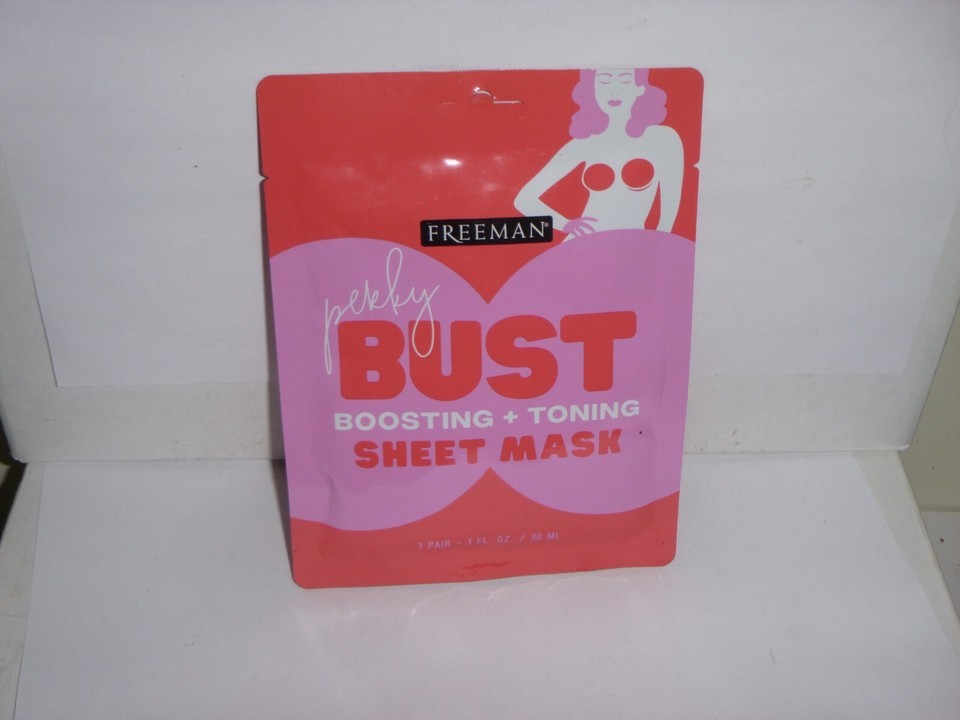 FREEMAN®
perky
BUST
BOOSTING + TONING
SHEET MASK
1 PAIR - 1 FL. OZ. / 30 ML